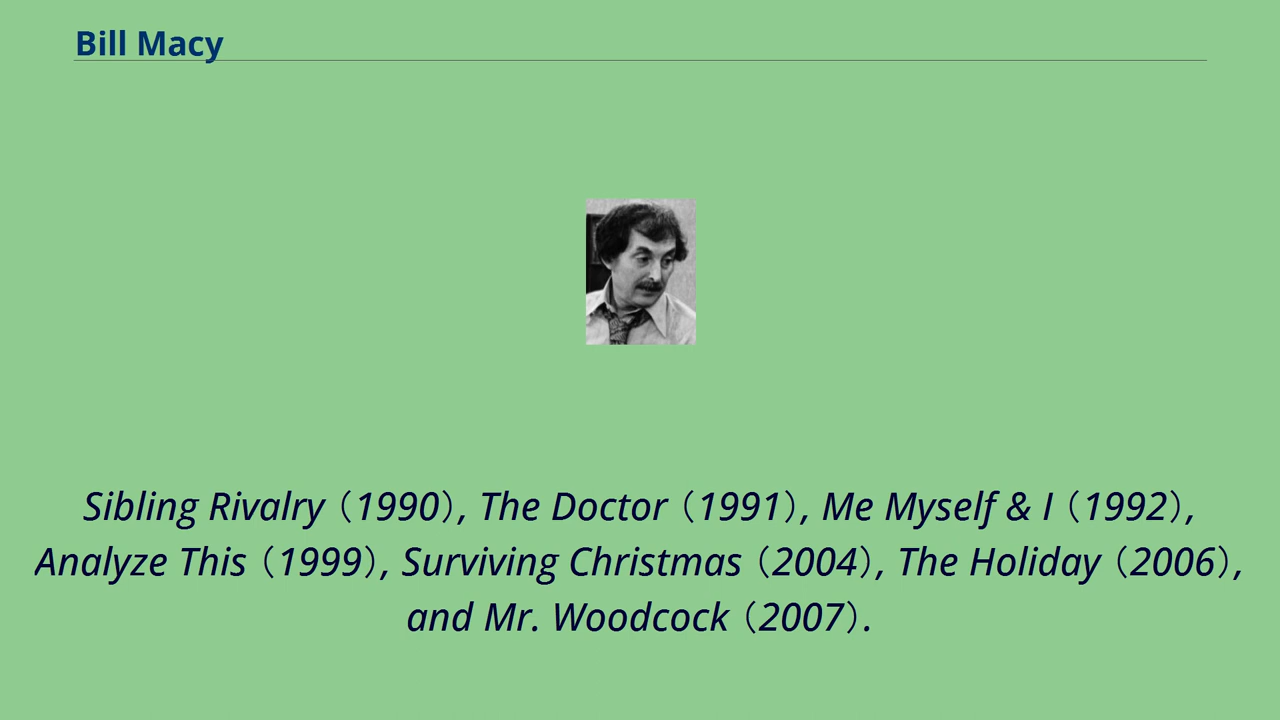 Bill Macy
Sibling Rivalry (1990), The Doctor (1991), Me Myself & I (1992),
Analyze This (1999), Surviving Christmas (2004), The Holiday (2006),
and Mr. Woodcock (2007).